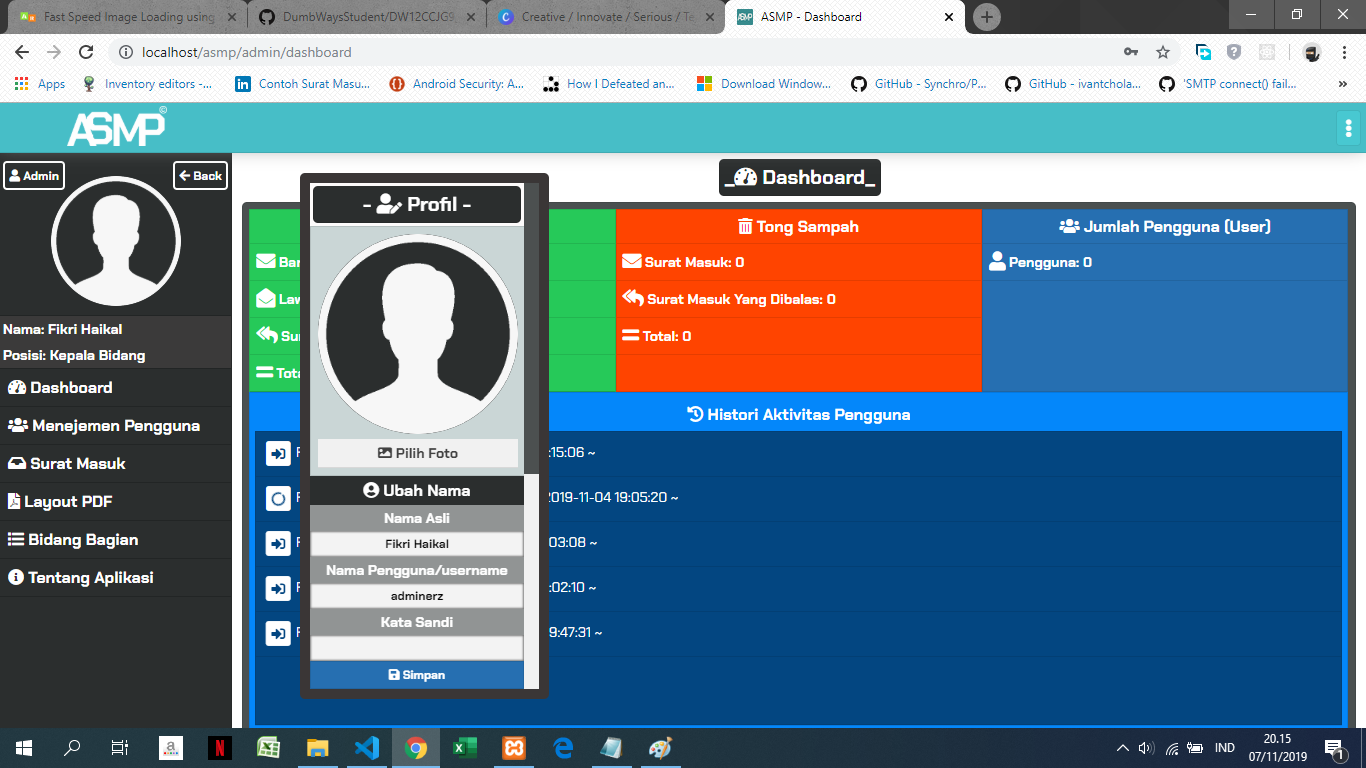 Fast Speed Image Loading using
DumbWaysStudent/DW12CCJG9
Creative / Innovate / Serious / Te
ASMP - Dashboard
localhost/asmp/admin/dashboard
Apps
Inventory editors -...
Contoh Surat Masu...
Android Security: A...
How I Defeated an...
Download Window...
GitHub - Synchro/P...
GitHub - ivantchola...
'SMTP connect() fail...
»
ASMP©
Admin
Back
Nama: Fikri Haikal
Posisi: Kepala Bidang
Dashboard
Menejemen Pengguna
Surat Masuk
Layout PDF
Bidang Bagian
Tentang Aplikasi
_ Dashboard_
- Profil -
Pilih Foto
Ubah Nama
Nama Asli
Fikri Haikal
Nama Pengguna/username
adminerz
Kata Sandi
Simpan
Tong Sampah
Surat Masuk: 0
Surat Masuk Yang Dibalas: 0
Total: 0
Jumlah Pengguna (User)
Pengguna: 0
Histori Aktivitas Pengguna
:15:06 ~
2019-11-04 19:05:20 ~
:03:08 ~
:02:10 ~
9:47:31 ~
IND
20.15
07/11/2019
1